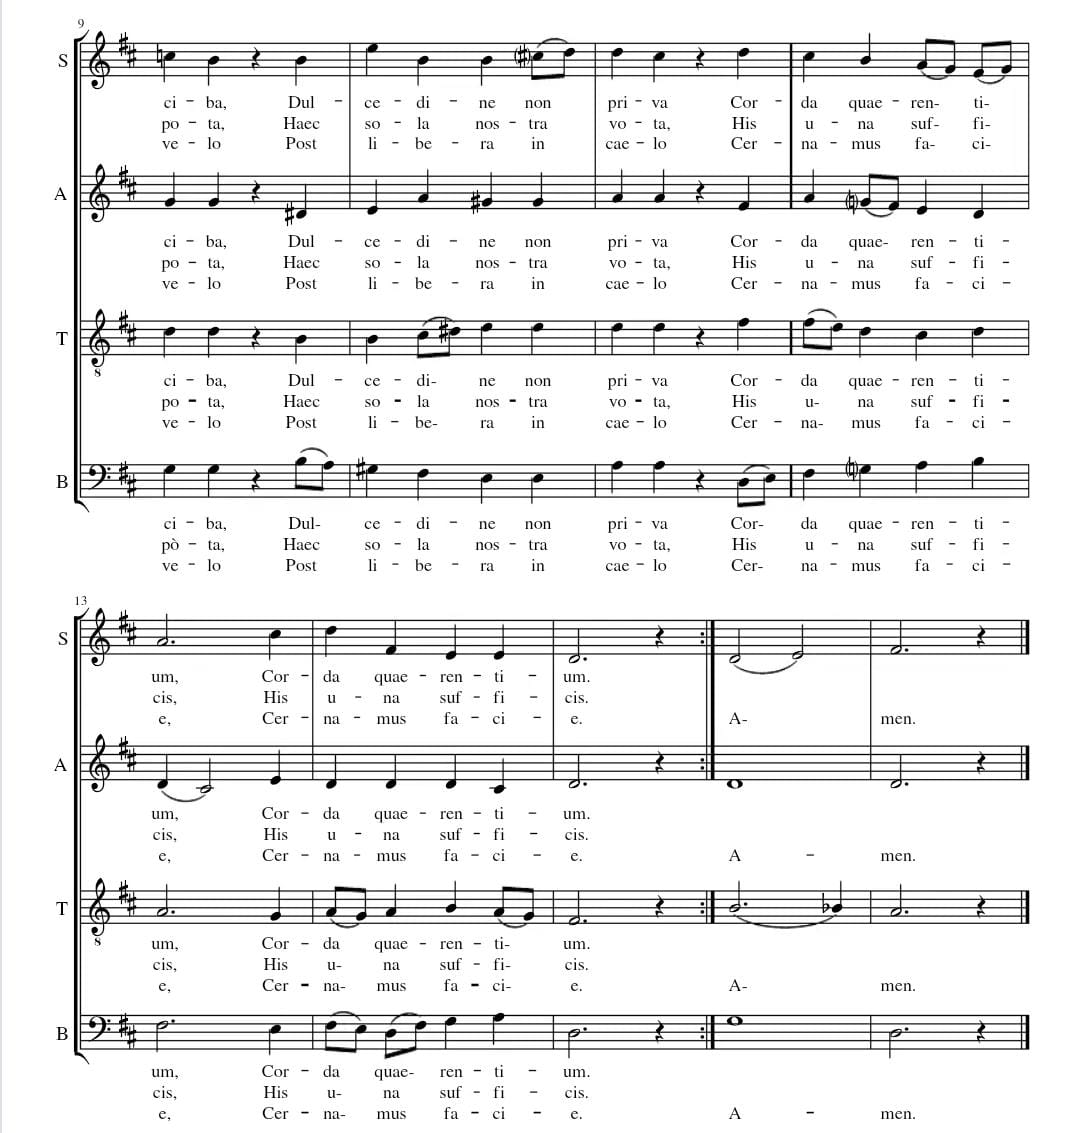 9
S
ci - ba, Dul - ce - di - ne non pri - va Cor - da quae - ren- ti-
po - ta, Haec so - la nos - tra vo - ta, His u - na suf- fi-
ve - lo Post li - be - ra in cae - lo Cer - na - mus fa- ci-
A
ci - ba, Dul - ce - di - ne non pri - va Cor - da quae- ren - ti -
po - ta, Haec so - la nos - tra vo - ta, His u - na suf - fi -
ve - lo Post li - be - ra in cae - lo Cer - na - mus fa - ci -
T
8
ci - ba, Dul - ce - di- ne non pri - va Cor - da quae - ren - ti -
po - ta, Haec so - la nos - tra vo - ta, His u- na suf - fi -
ve - lo Post li - be- ra in cae - lo Cer - na- mus fa - ci -
B
ci - ba, Dul- ce - di - ne non pri - va Cor- da quae - ren - ti -
pò - ta, Haec so - la nos - tra vo - ta, His u - na suf - fi -
ve - lo Post li - be - ra in cae - lo Cer- na - mus fa - ci -
13
S
um, Cor - da quae - ren - ti - um.
cis, His u - na suf - fi - cis.
e, Cer - na - mus fa - ci - e. A- men.
A
um, Cor - da quae - ren - ti - um.
cis, His u - na suf - fi - cis.
e, Cer - na - mus fa - ci - e. A - men.
T
8
um, Cor - da quae - ren - ti- um.
cis, His u- na suf - fi- cis.
e, Cer - na- mus fa - ci- e. A- men.
B
um, Cor - da quae- ren - ti - um.
cis, His u- na suf - fi - cis.
e, Cer - na- mus fa - ci - e. A - men.